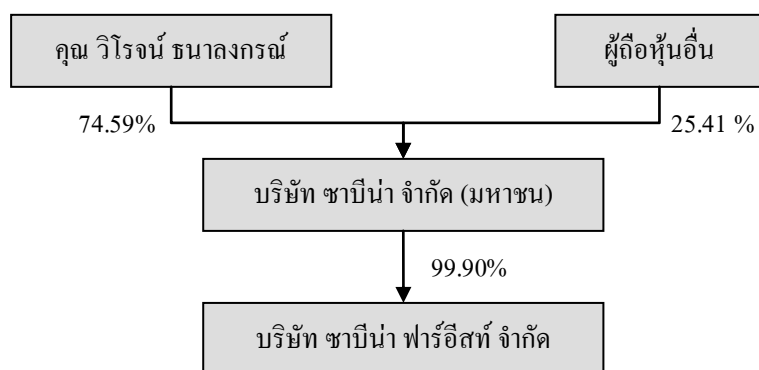 คุณ วิโรจน์ ธนาลงกรณ์
ผู้ถือหุ้นอื่น
74.59%
25.41 %
บริษัท ซาบีน่า จำกัด (มหาชน)
99.90%
บริษัท ซาบีน่า ฟาร์อีสท์ จำกัด